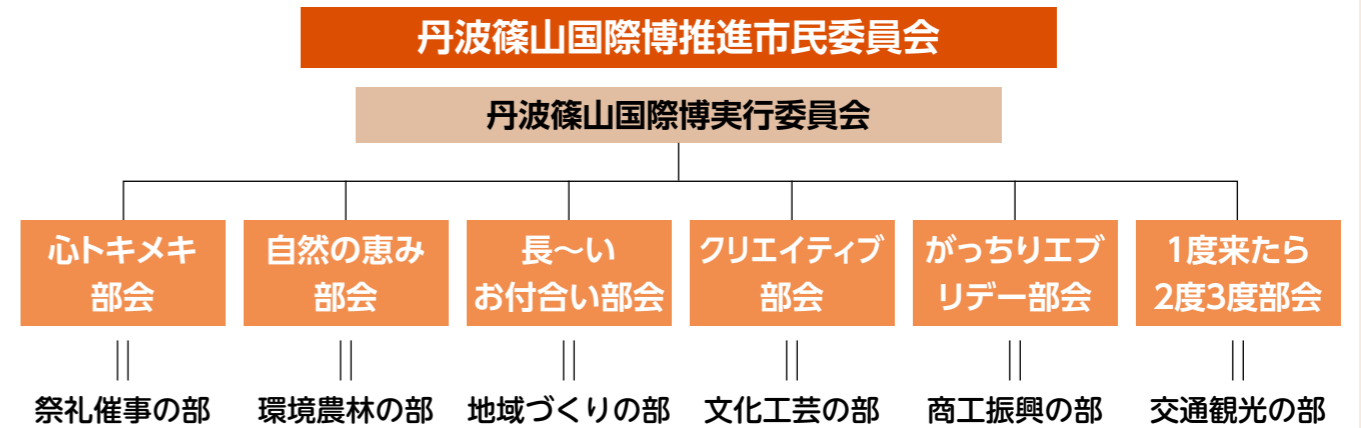 丹波篠山国際博推進市民委員会
丹波篠山国際博実行委員会
心トキメキ
部会
自然の恵み
部会
長〜い
お付合い部会
クリエイティブ
部会
がっちりエブ
リデー部会
1度来たら
2度3度部会
祭礼催事の部
環境農林の部
地域づくりの部
文化工芸の部
商工振興の部
交通観光の部